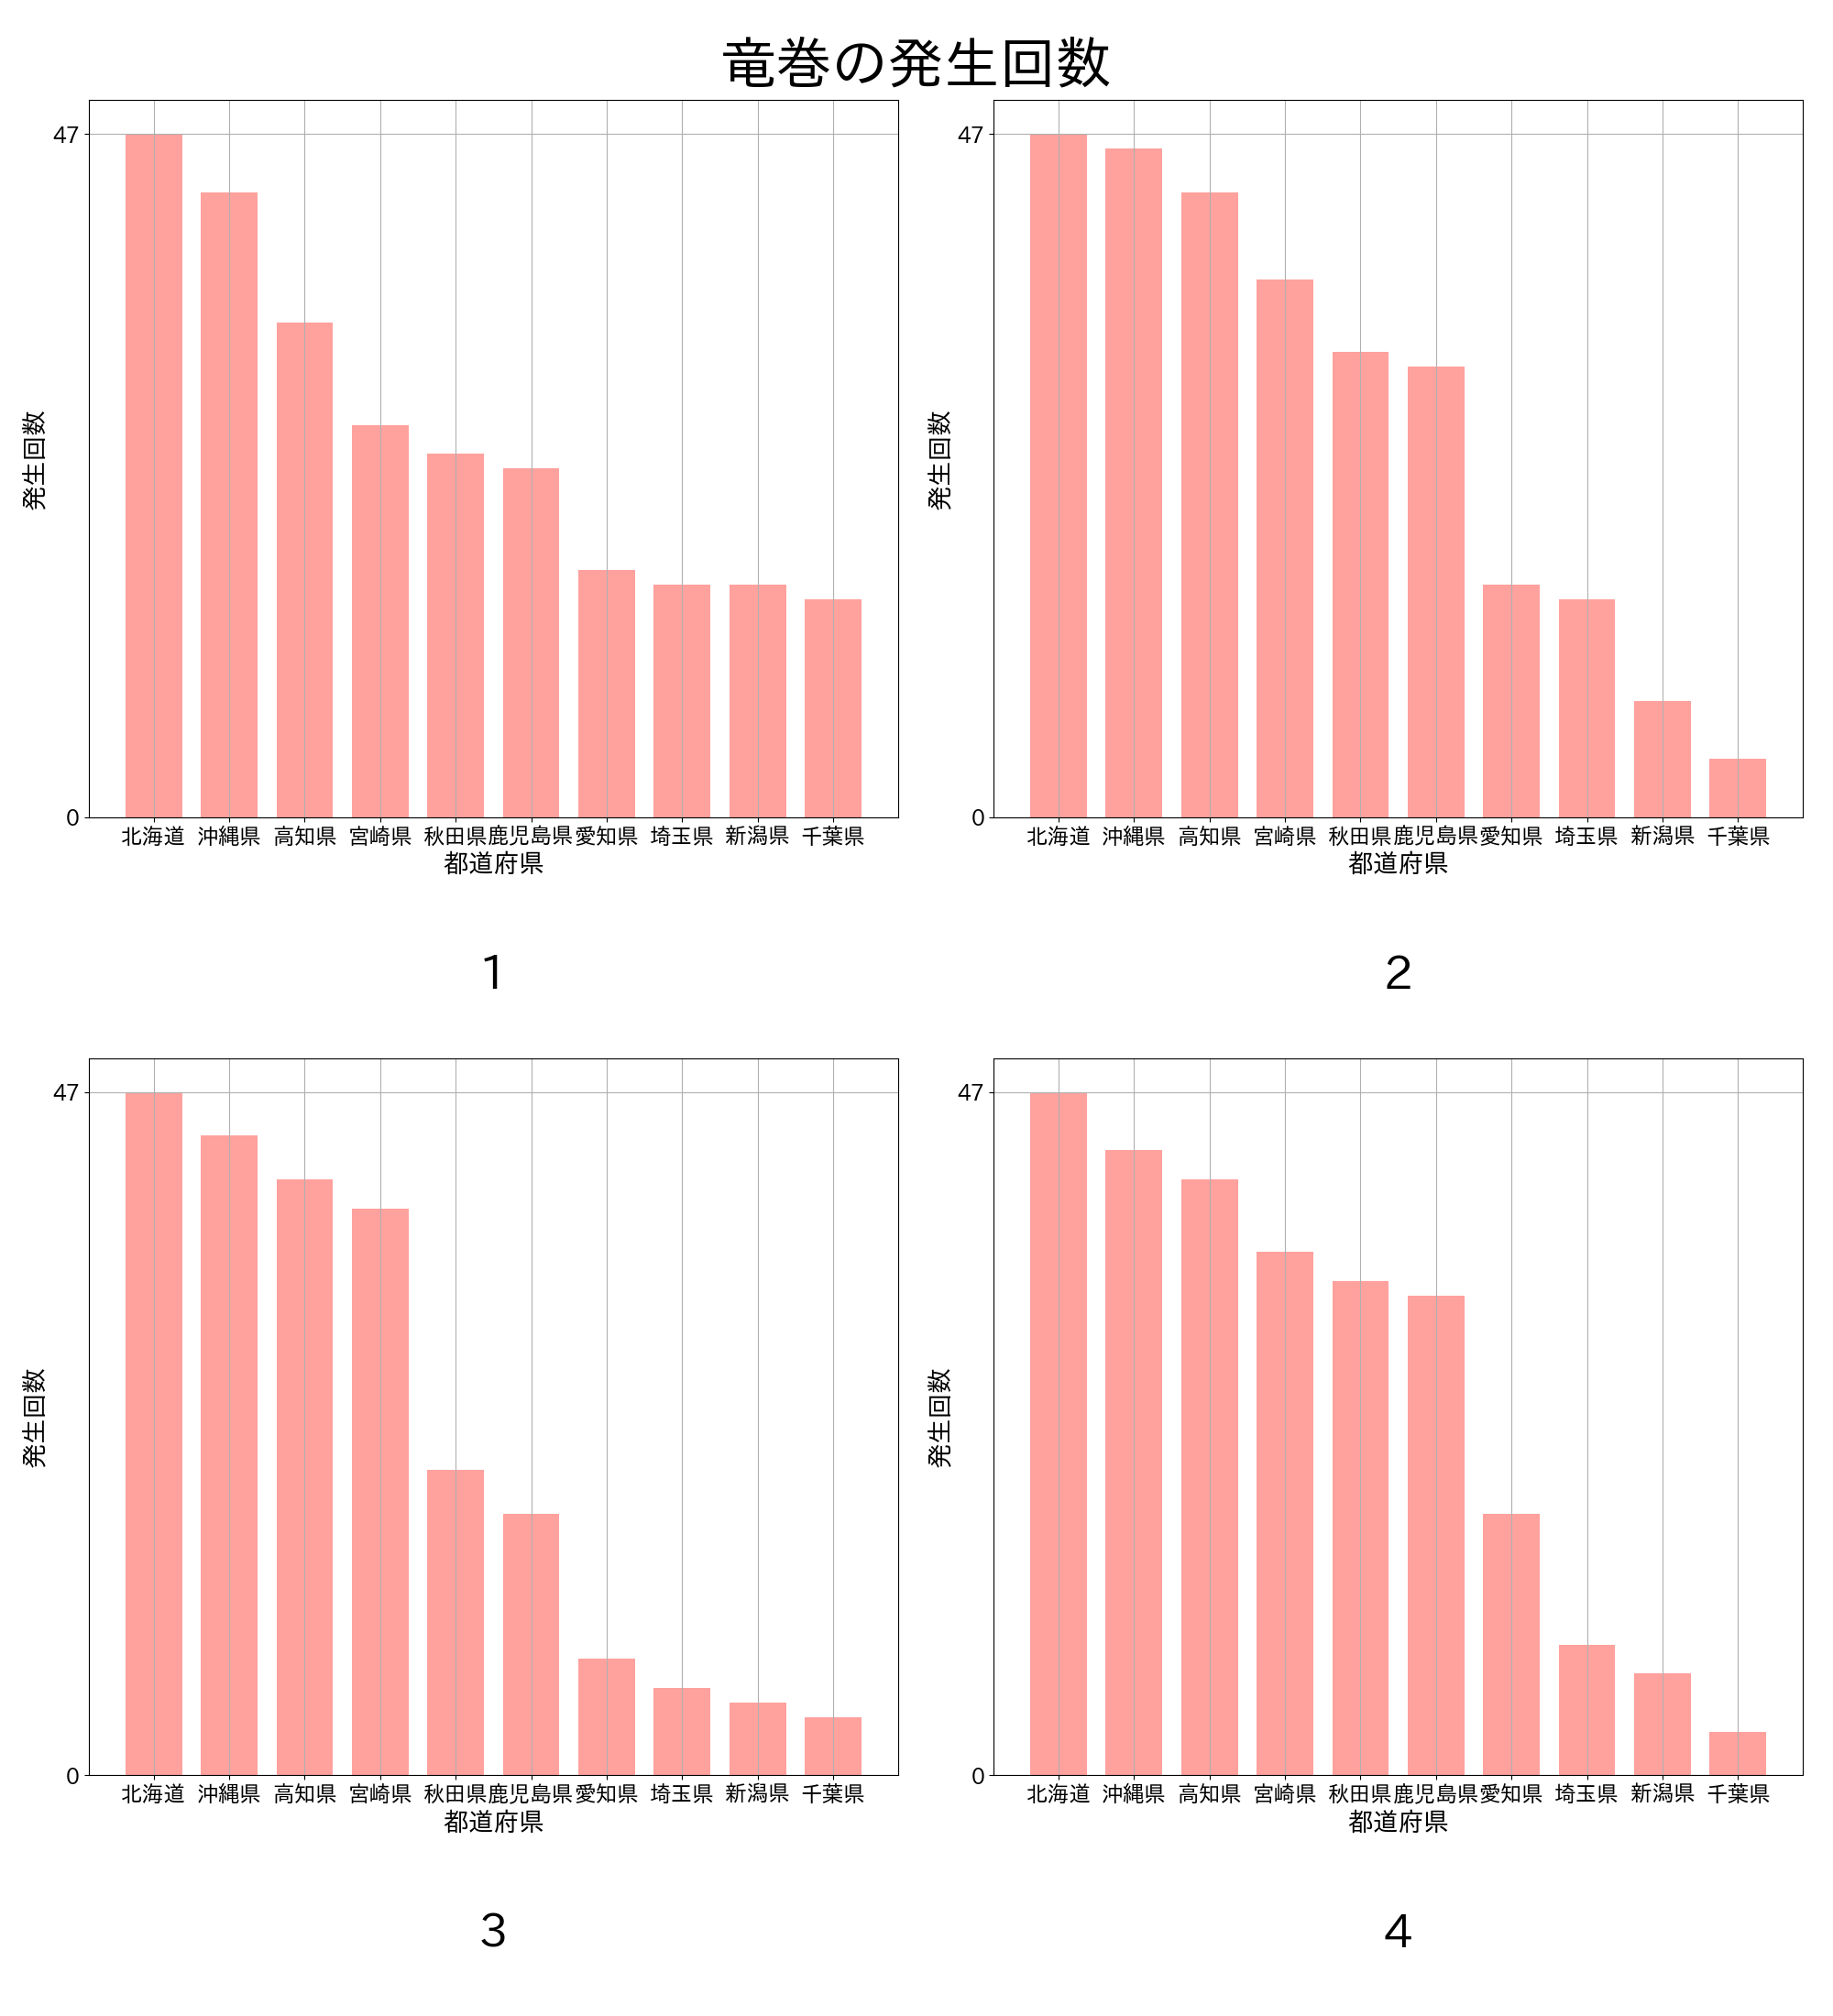 竜巻の発生回数
47
0
発生回数
北海道 沖縄県 高知県 宮崎県 秋田県 鹿児島県 愛知県 埼玉県 新潟県 千葉県
都道府県
1
47
0
発生回数
北海道 沖縄県 高知県 宮崎県 秋田県 鹿児島県 愛知県 埼玉県 新潟県 千葉県
都道府県
2
47
0
発生回数
北海道 沖縄県 高知県 宮崎県 秋田県 鹿児島県 愛知県 埼玉県 新潟県 千葉県
都道府県
3
47
0
発生回数
北海道 沖縄県 高知県 宮崎県 秋田県 鹿児島県 愛知県 埼玉県 新潟県 千葉県
都道府県
4